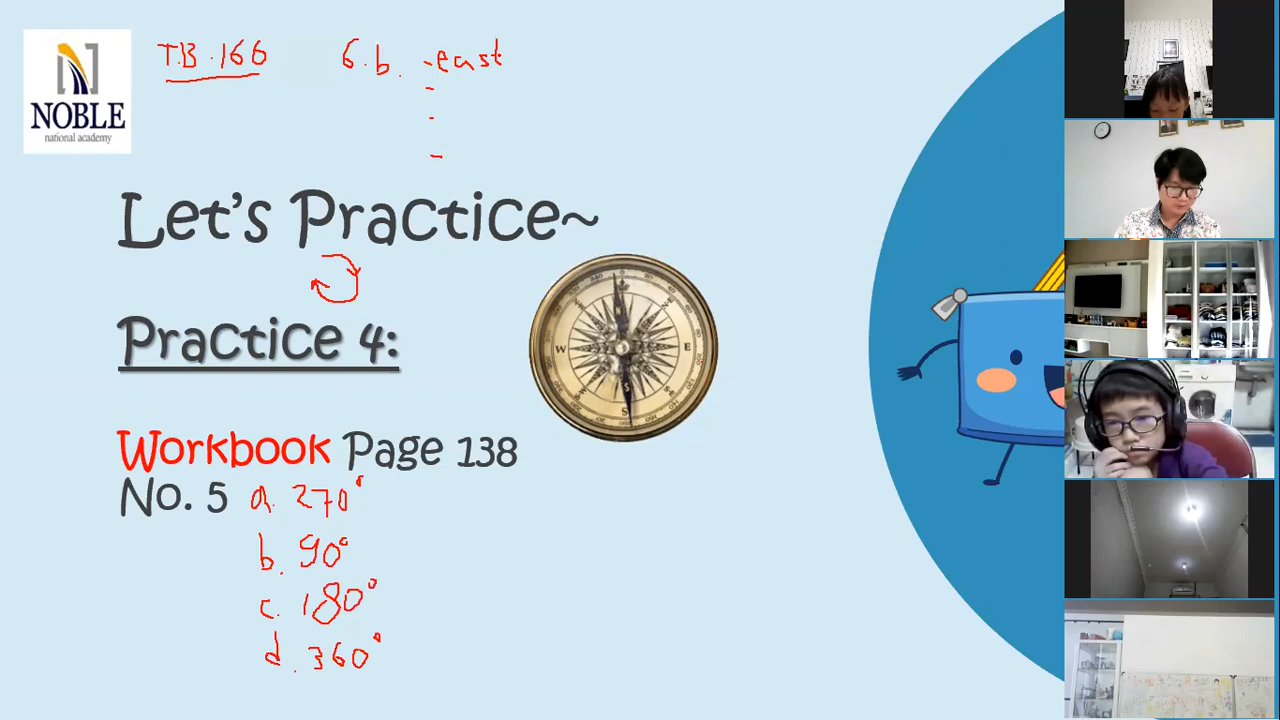 NOBLE
national academy
T.B. 166
6.b. - east
-
-
-
Let's Practice~
Practice 4:
W
E
S
Workbook Page 138
No. 5 a. 270°
b. 90°
c. 180°
d. 360°